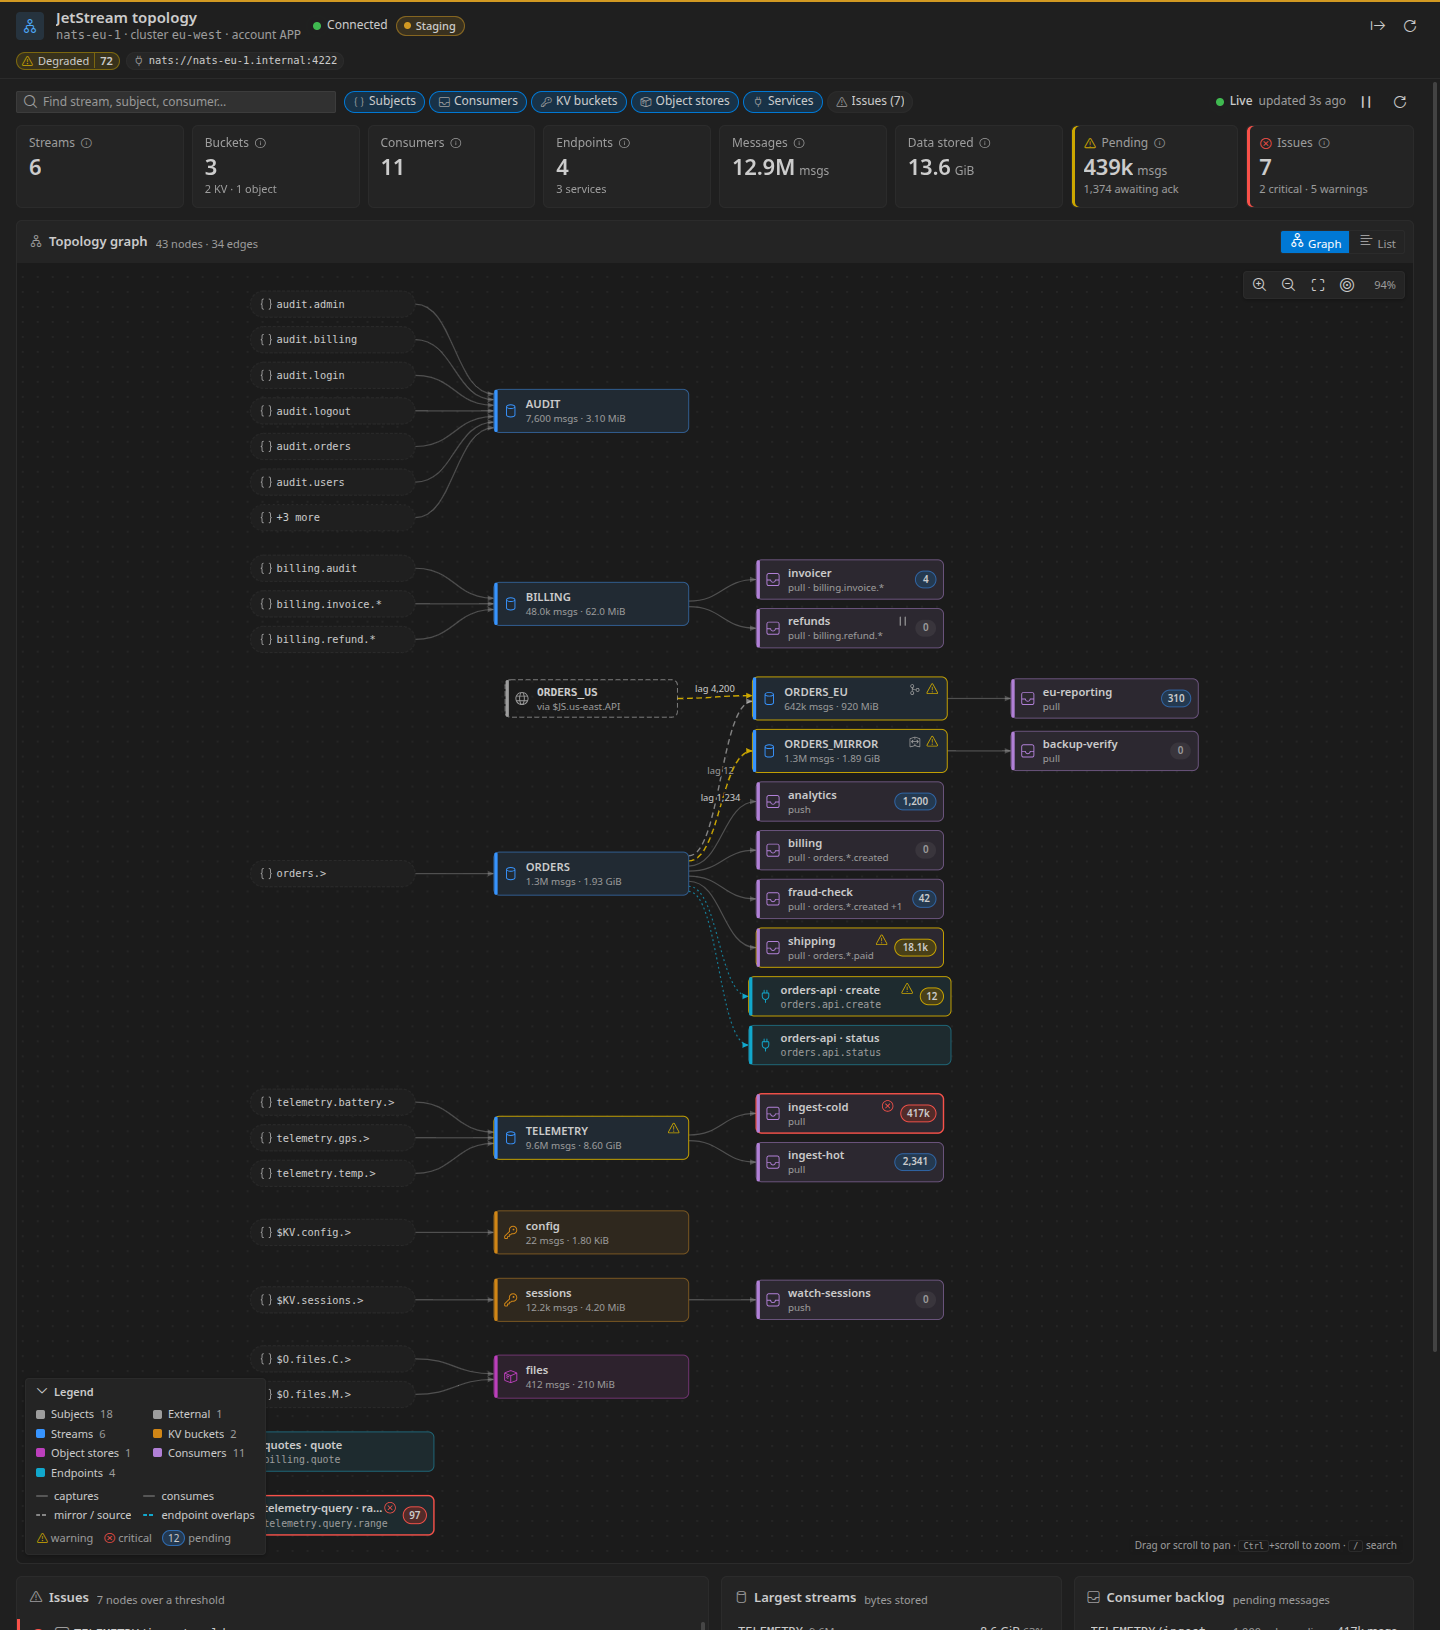 JetStream topology
nats-eu-1 · cluster eu-west · account APP
Connected
Staging
Degraded 72
nats://nats-eu-1.internal:4222
Find stream, subject, consumer...
Subjects
Consumers
KV buckets
Object stores
Services
Issues (7)
Live updated 3s ago
Streams
6
Buckets
3
2 KV · 1 object
Consumers
11
Endpoints
4
3 services
Messages
12.9M msgs
Data stored
13.6 GiB
Pending
439k msgs
1,374 awaiting ack
Issues
7
2 critical · 5 warnings
Topology graph 43 nodes · 34 edges
Graph
List
94%
{ } audit.admin
{ } audit.billing
{ } audit.login
{ } audit.logout
{ } audit.orders
{ } audit.users
{ } +3 more
AUDIT
7,600 msgs · 3.10 MiB
{ } billing.audit
{ } billing.invoice.*
{ } billing.refund.*
BILLING
48.0k msgs · 62.0 MiB
invoicer
pull · billing.invoice.*
4
refunds
pull · billing.refund.*
0
ORDERS_US
via $JS.us-east.API
lag 4,200
ORDERS_EU
642k msgs · 920 MiB
eu-reporting
pull
310
ORDERS_MIRROR
1.3M msgs · 1.89 GiB
backup-verify
pull
0
lag 12
lag 1,234
analytics
push
1,200
billing
pull · orders.*.created
0
{ } orders.>
ORDERS
1.3M msgs · 1.93 GiB
fraud-check
pull · orders.*.created +1
42
shipping
pull · orders.*.paid
18.1k
orders-api · create
orders.api.create
12
orders-api · status
orders.api.status
{ } telemetry.battery.>
{ } telemetry.gps.>
{ } telemetry.temp.>
TELEMETRY
9.6M msgs · 8.60 GiB
ingest-cold
pull
417k
ingest-hot
pull
2,341
{ } $KV.config.>
config
22 msgs · 1.80 KiB
{ } $KV.sessions.>
sessions
12.2k msgs · 4.20 MiB
watch-sessions
push
0
{ } $O.files.C.>
{ } $O.files.M.>
files
412 msgs · 210 MiB
Legend
Subjects 18
External 1
Streams 6
KV buckets 2
Object stores 1
Consumers 11
Endpoints 4
captures
consumes
mirror / source
endpoint overlaps
warning
critical
12 pending
quotes · quote
billing.quote
telemetry-query · ra...
telemetry.query.range
97
Drag or scroll to pan · Ctrl +scroll to zoom · / search
Issues 7 nodes over a threshold
Largest streams bytes stored
Consumer backlog pending messages